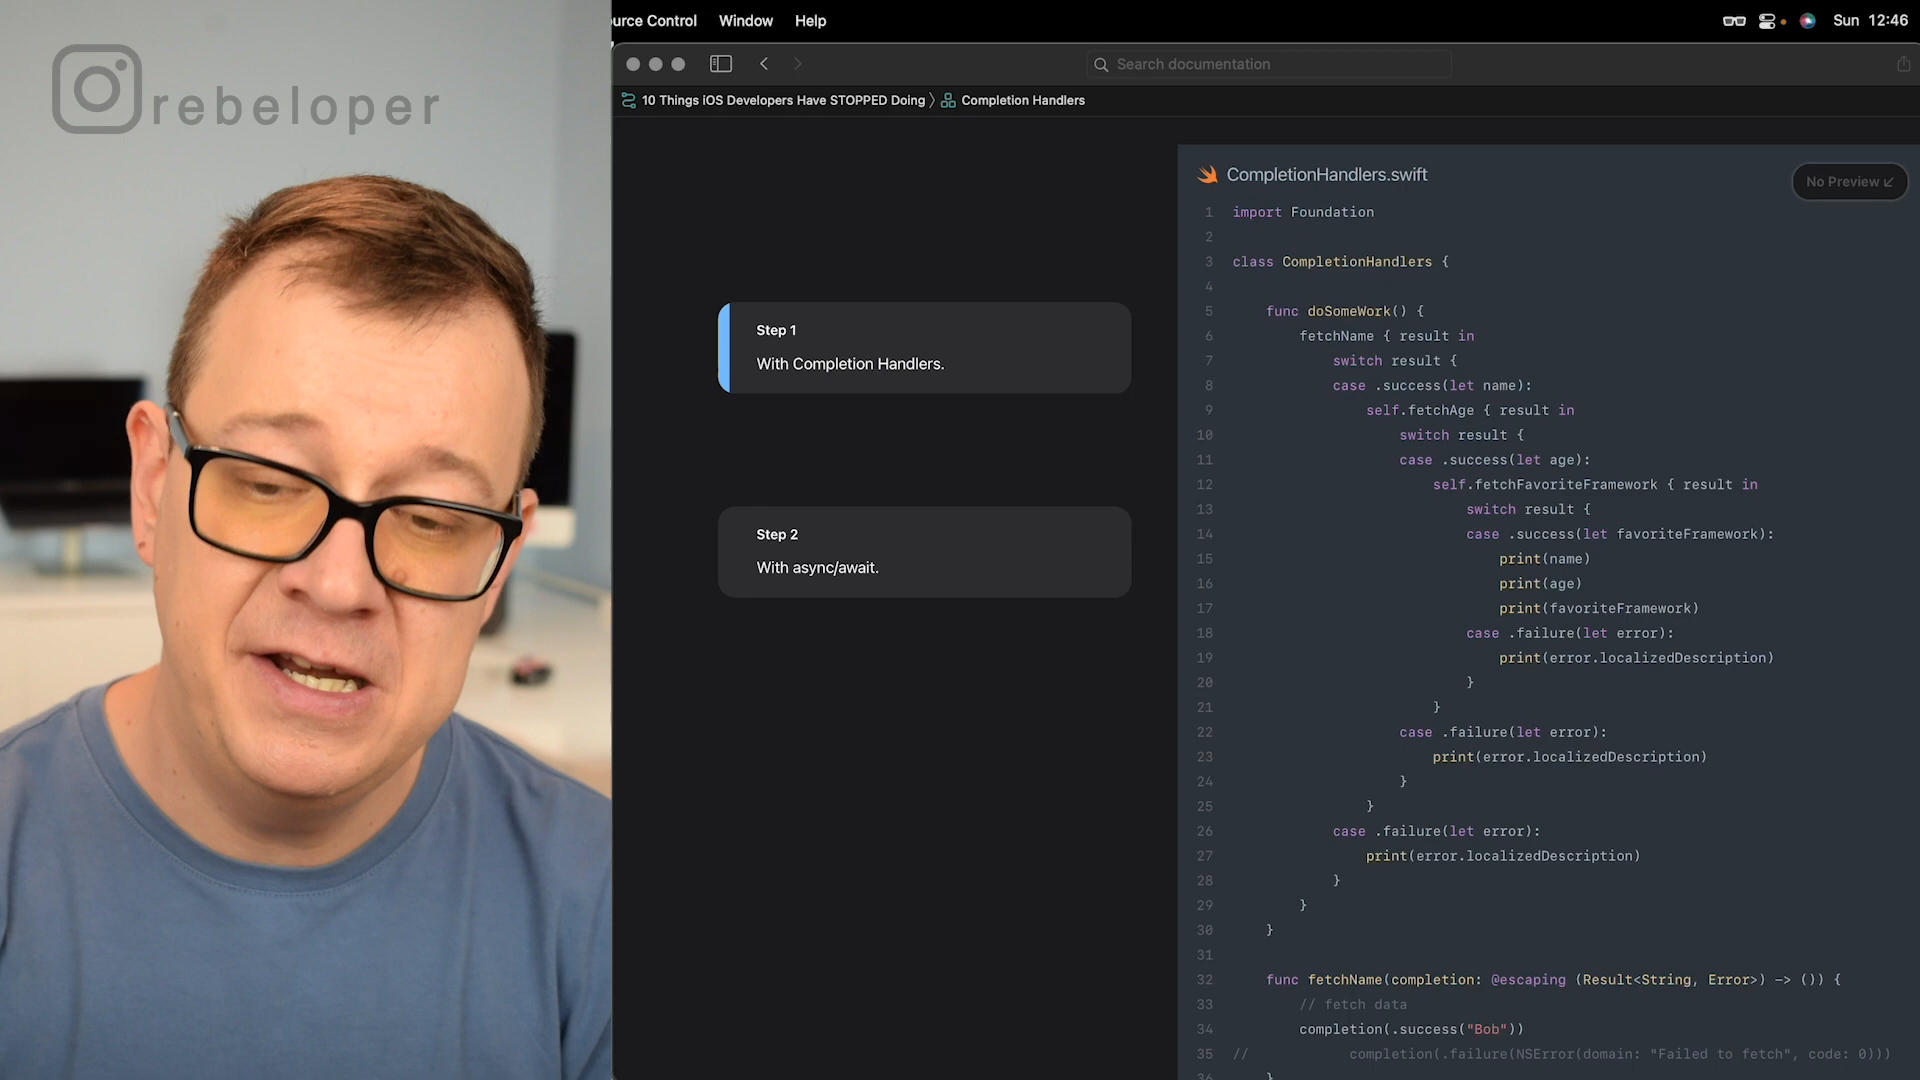 rebeloper
urce Control Window Help
Sun 12:46
Search documentation
10 Things iOS Developers Have STOPPED Doing 〉 Completion Handlers
Step 1
With Completion Handlers.
Step 2
With async/await.
CompletionHandlers.swift
No Preview
1 import Foundation
2
3 class CompletionHandlers {
4
5 func doSomeWork() {
6 fetchName { result in
7 switch result {
8 case .success(let name):
9 self.fetchAge { result in
10 switch result {
11 case .success(let age):
12 self.fetchFavoriteFramework { result in
13 switch result {
14 case .success(let favoriteFramework):
15 print(name)
16 print(age)
17 print(favoriteFramework)
18 case .failure(let error):
19 print(error.localizedDescription)
20 }
21 }
22 case .failure(let error):
23 print(error.localizedDescription)
24 }
25 }
26 case .failure(let error):
27 print(error.localizedDescription)
28 }
29 }
30 }
31
32 func fetchName(completion: @escaping (Result<String, Error>) -> ()) {
33 // fetch data
34 completion(.success("Bob"))
35 // completion(.failure(NSError(domain: "Failed to fetch", code: 0)))
36 }